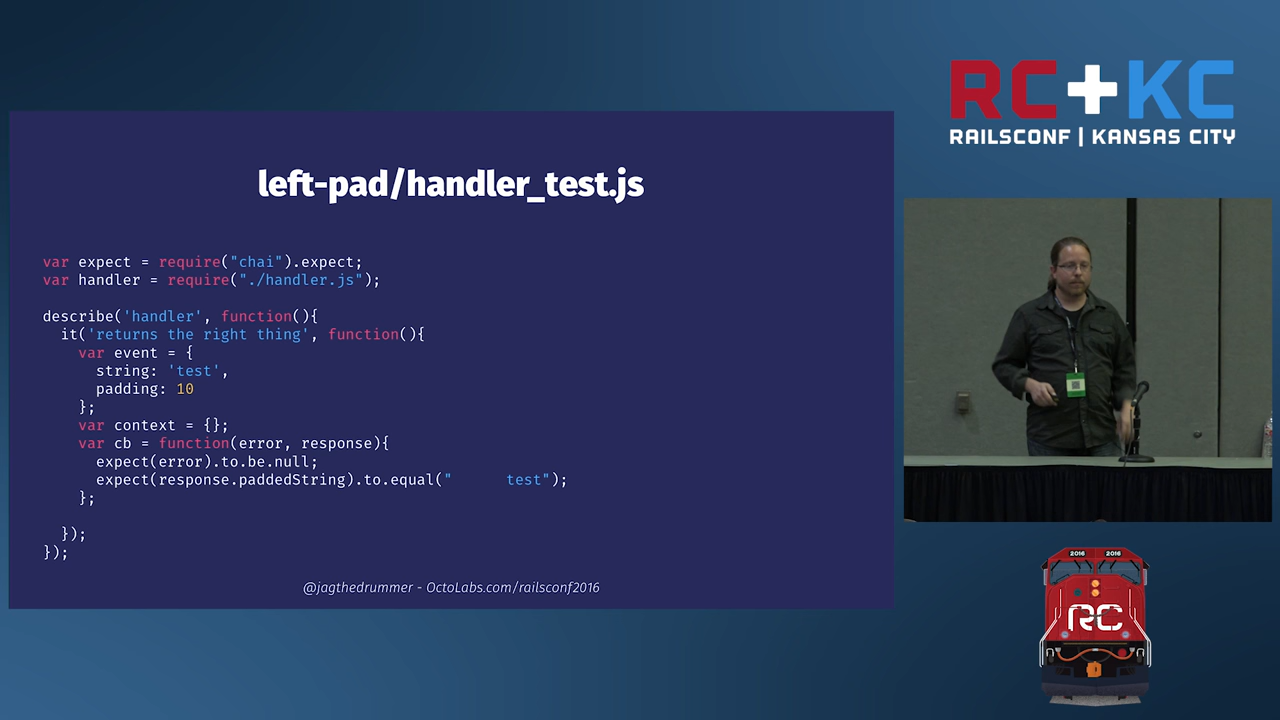 left-pad/handler_test.js
var expect = require("chai").expect;
var handler = require("./handler.js");
describe('handler', function(){
  it('returns the right thing', function(){
    var event = {
      string: 'test',
      padding: 10
    };
    var context = {};
    var cb = function(error, response){
      expect(error).to.be.null;
      expect(response.paddedString).to.equal("      test");
    };
  });
});
@jagthedrummer - OctoLabs.com/railsconf2016
RC+KC
RAILSCONF | KANSAS CITY
2016 2016
RC